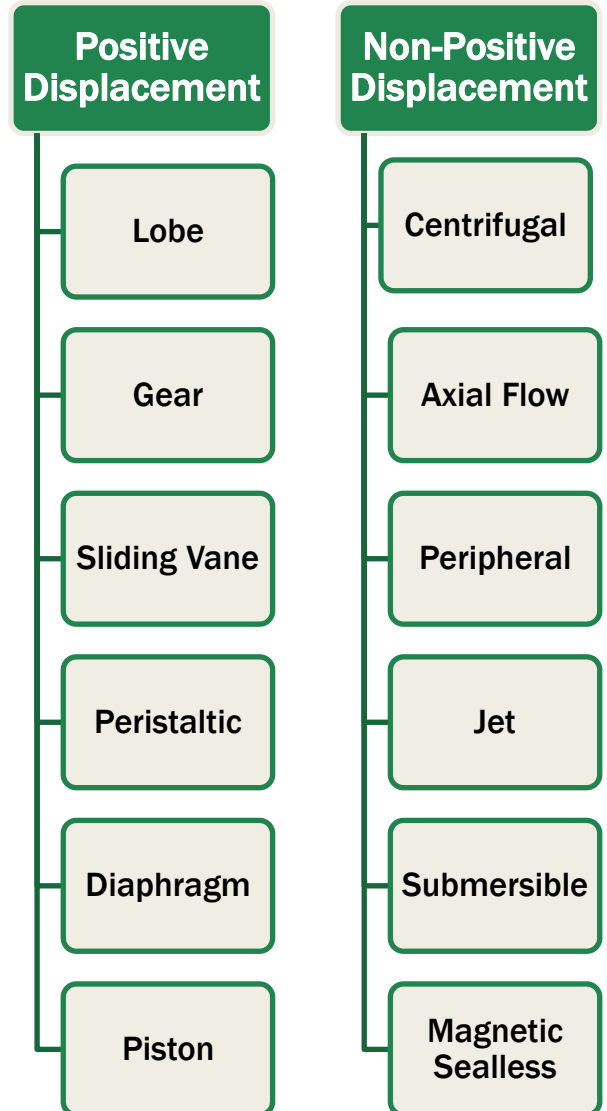 Positive
Displacement
Lobe
Gear
Sliding Vane
Peristaltic
Diaphragm
Piston
Non-Positive
Displacement
Centrifugal
Axial Flow
Peripheral
Jet
Submersible
Magnetic
Sealless